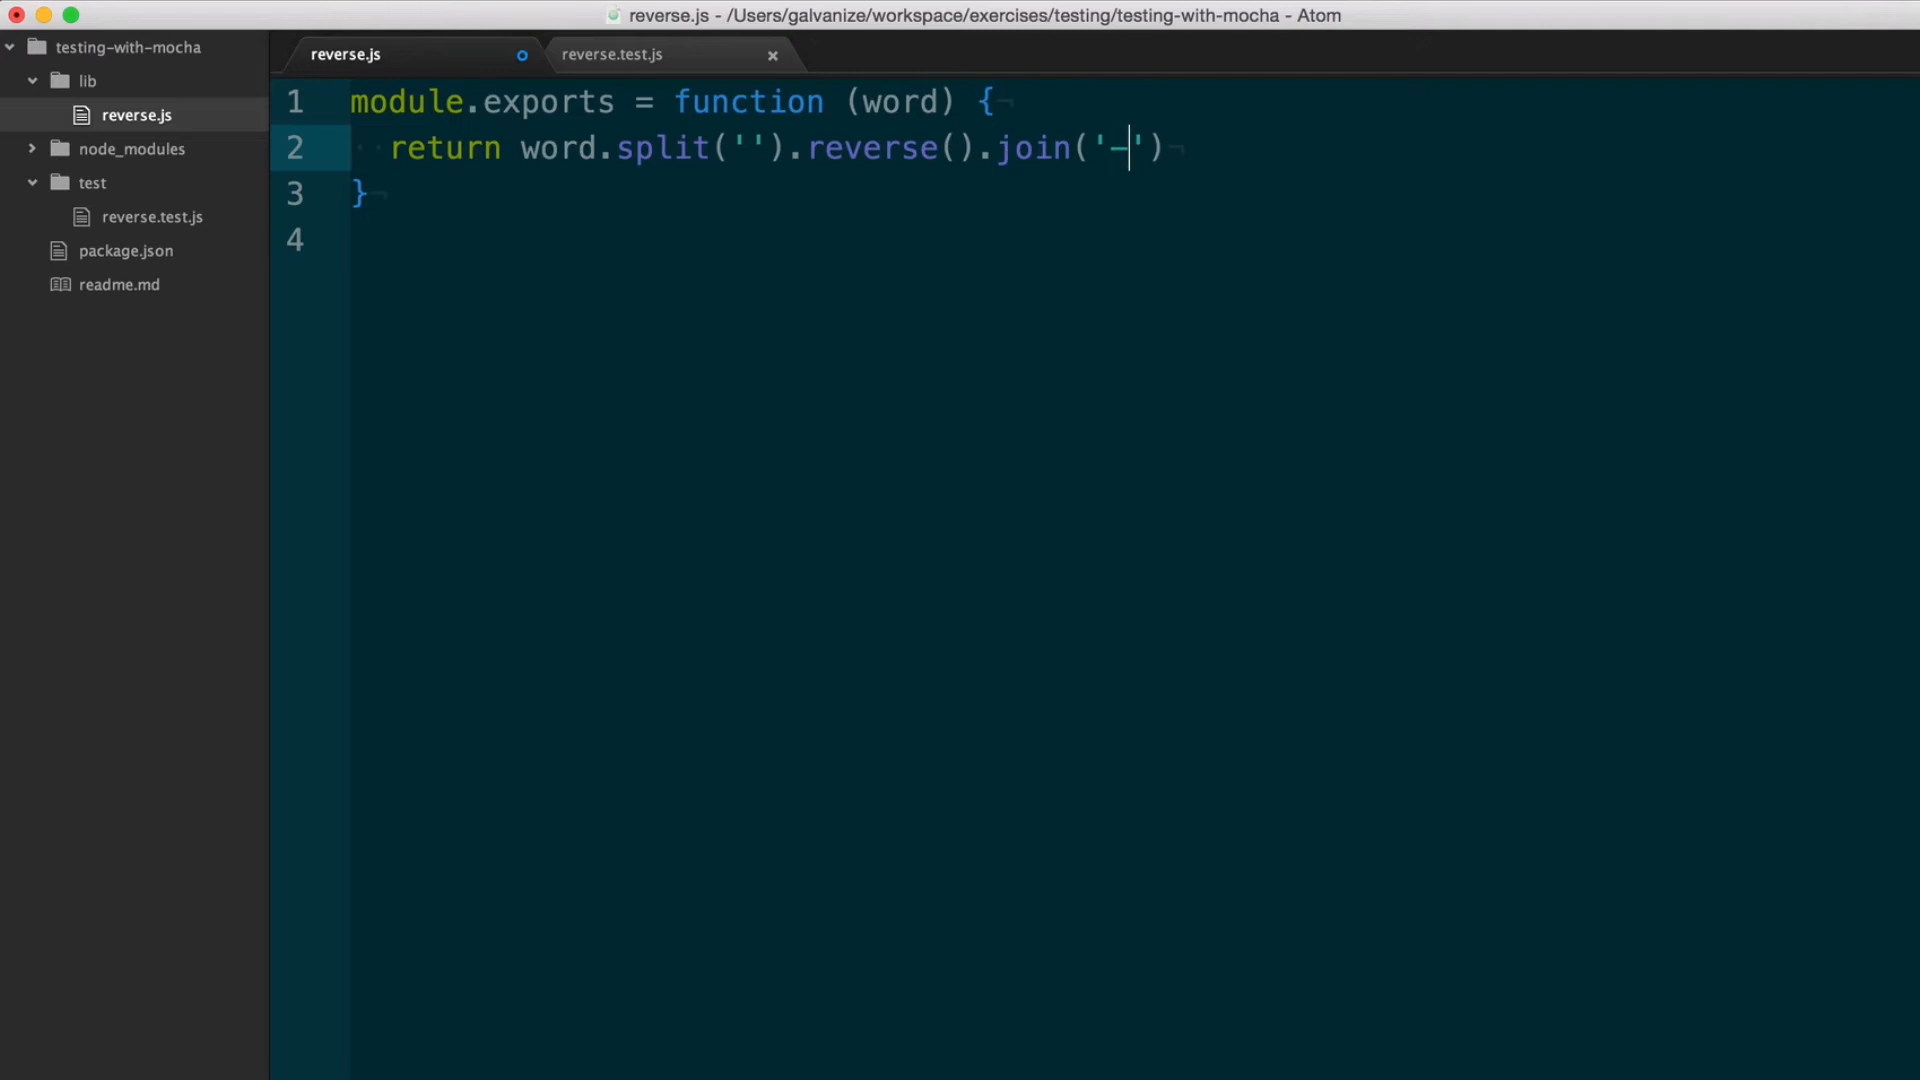 reverse.js - /Users/galvanize/workspace/exercises/testing/testing-with-mocha - Atom
testing-with-mocha
lib
reverse.js
node_modules
test
reverse.test.js
package.json
readme.md
reverse.js
reverse.test.js
1 module.exports = function (word) {¬
2 ··return word.split('').reverse().join('-')¬
3 }¬
4